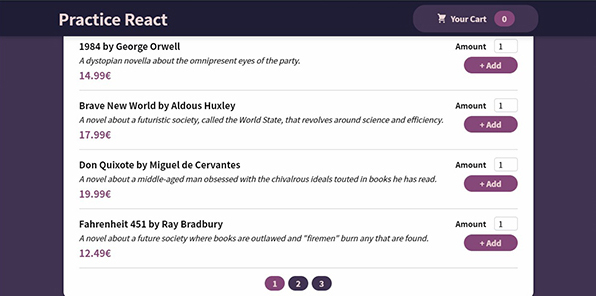 Practice React
Your Cart 0
1984 by George Orwell
Amount 1
A dystopian novella about the omnipresent eyes of the party.
+ Add
14.99€
Brave New World by Aldous Huxley
Amount 1
A novel about a futuristic society, called the World State, that revolves around science and efficiency.
+ Add
17.99€
Don Quixote by Miguel de Cervantes
Amount 1
A novel about a middle-aged man obsessed with the chivalrous ideals touted in books he has read.
+ Add
19.99€
Fahrenheit 451 by Ray Bradbury
Amount 1
A novel about a future society where books are outlawed and "firemen" burn any that are found.
+ Add
12.49€
1 2 3